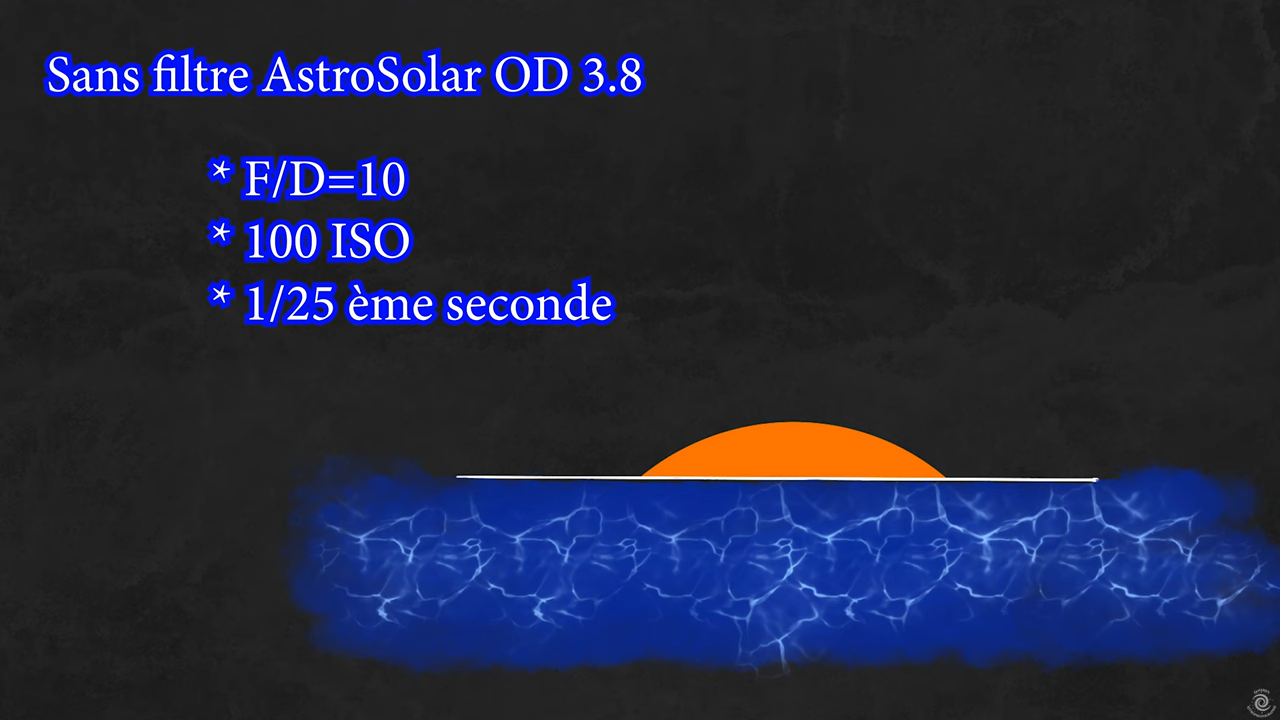 Sans filtre AstroSolar OD 3.8
* F/D=10
* 100 ISO
* 1/25 ème seconde